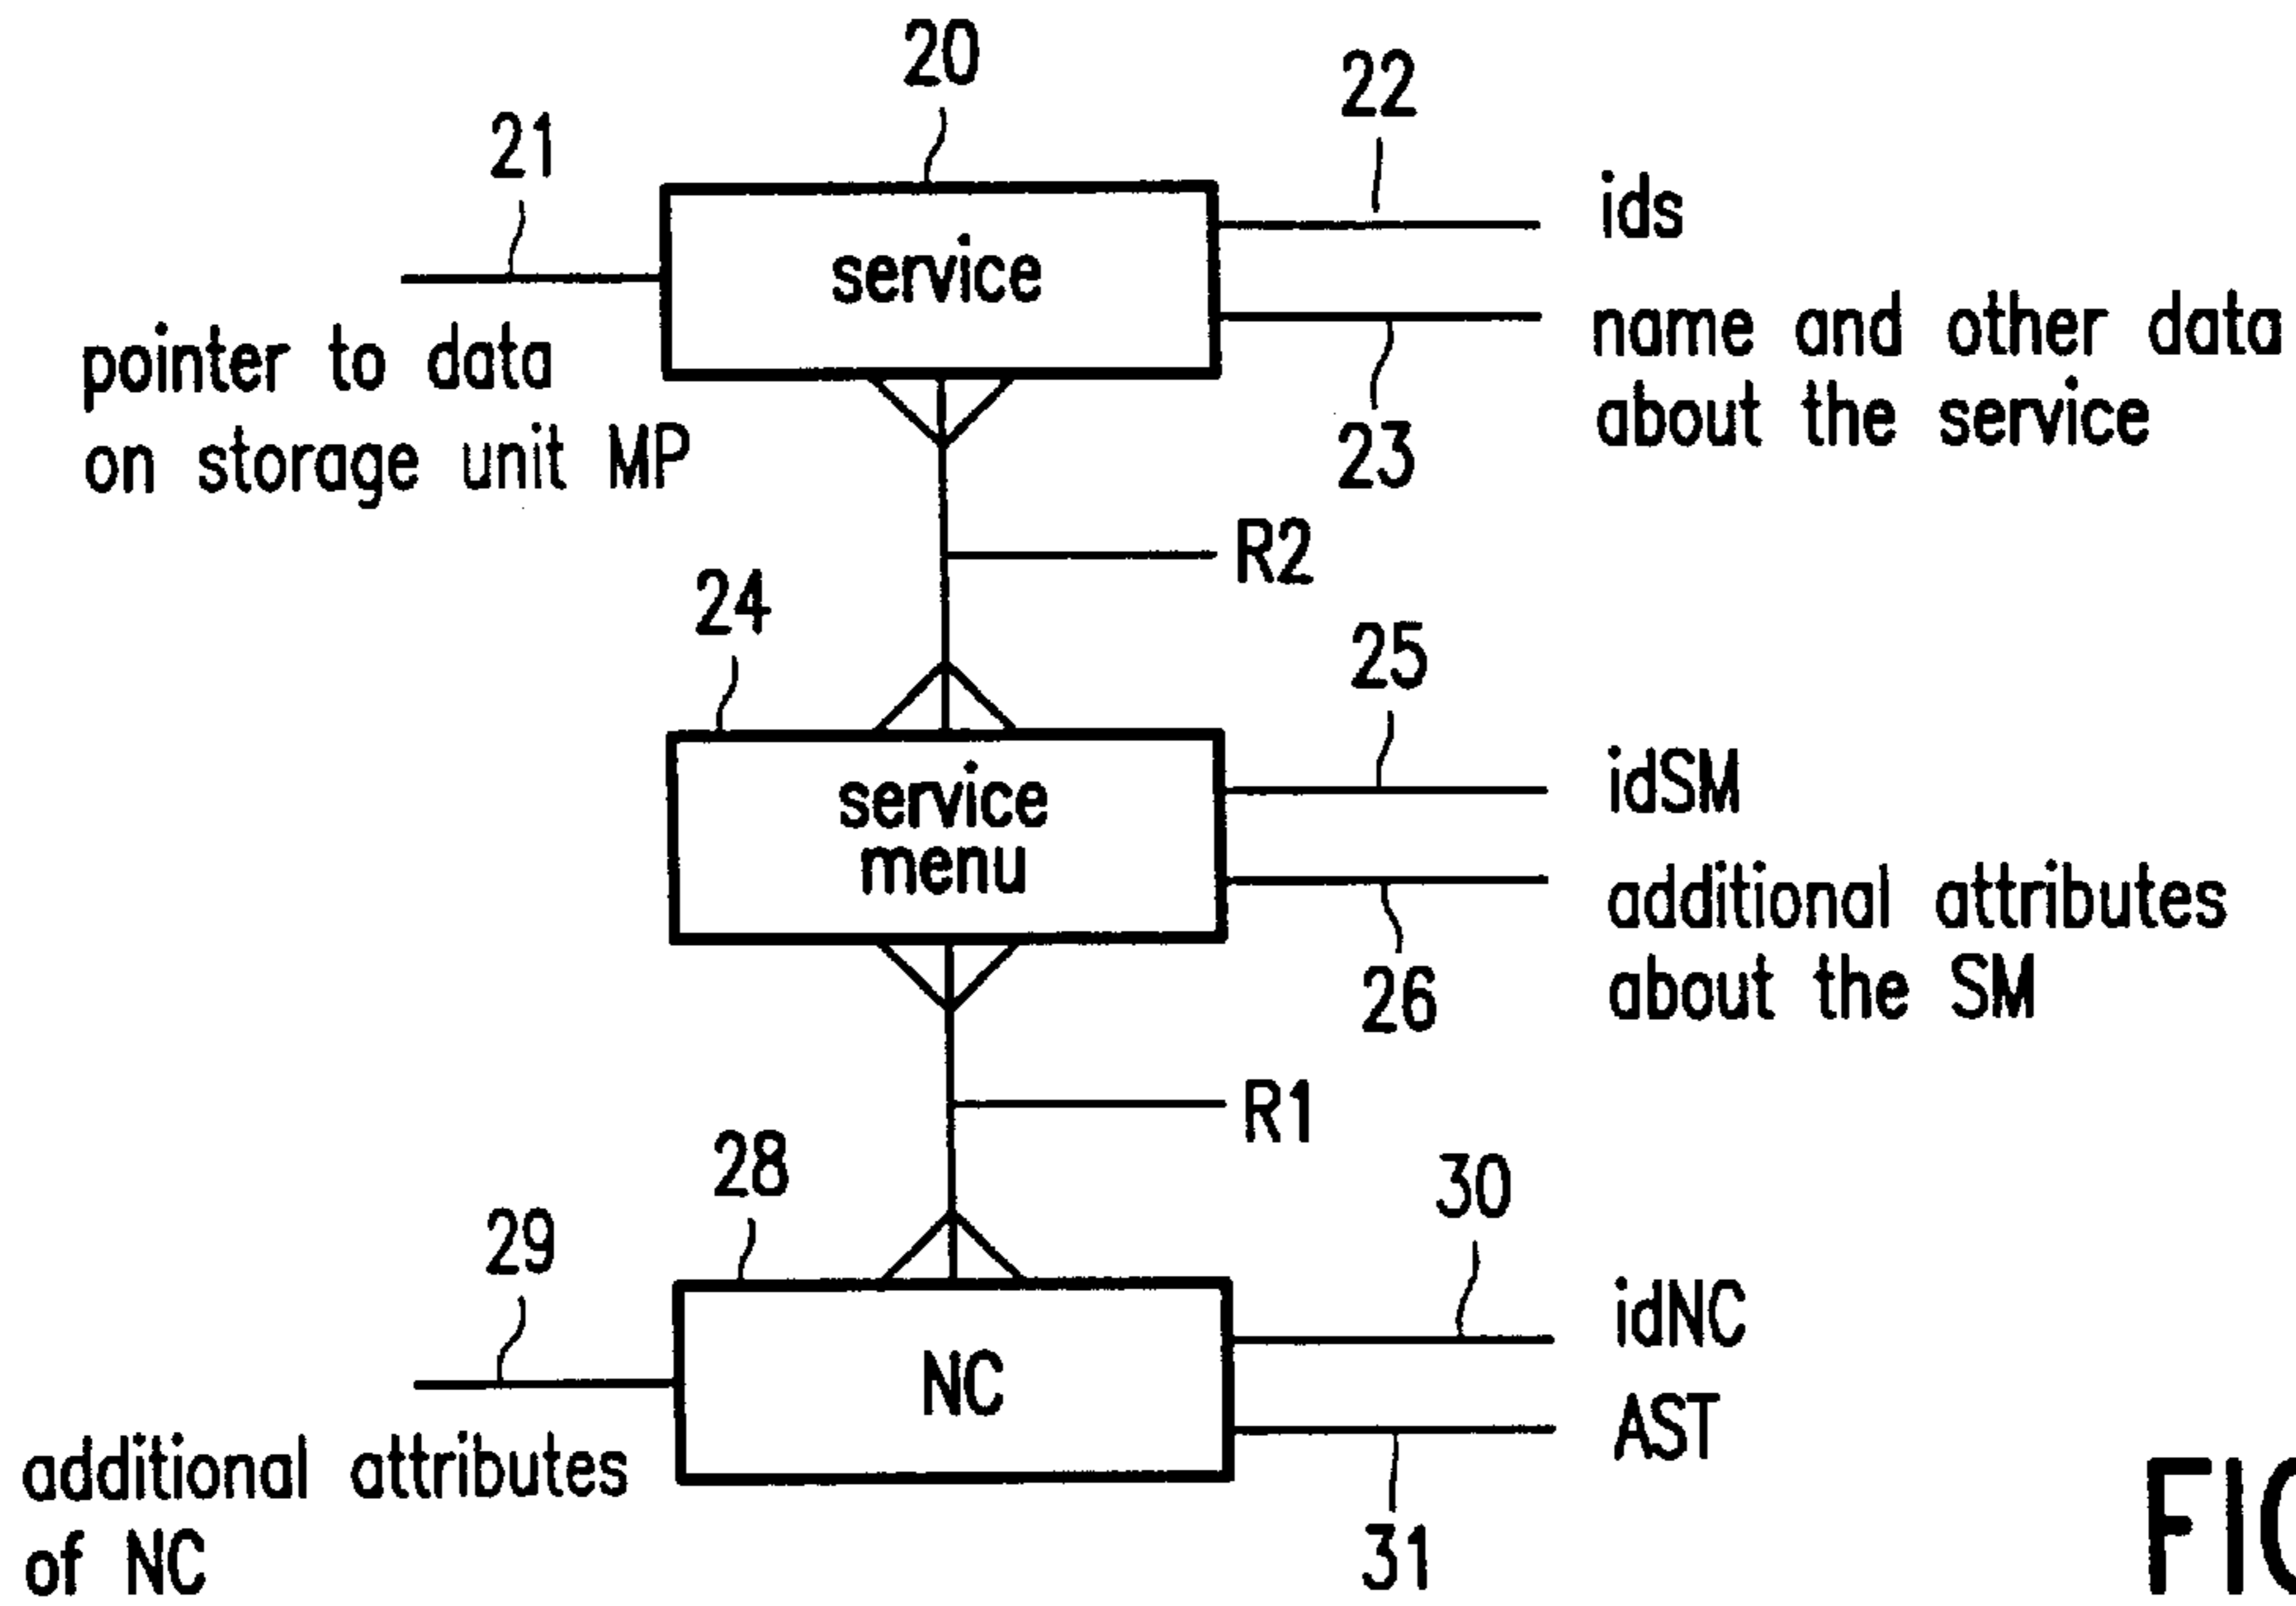 20
22
21
ids
service
name and other data
about the service
pointer to data
on storage unit MP
23
R2
24
25
idSM
service
menu
additional attributes
about the SM
26
R1
28
30
29
idNC
NC
AST
additional attributes
of NC
31